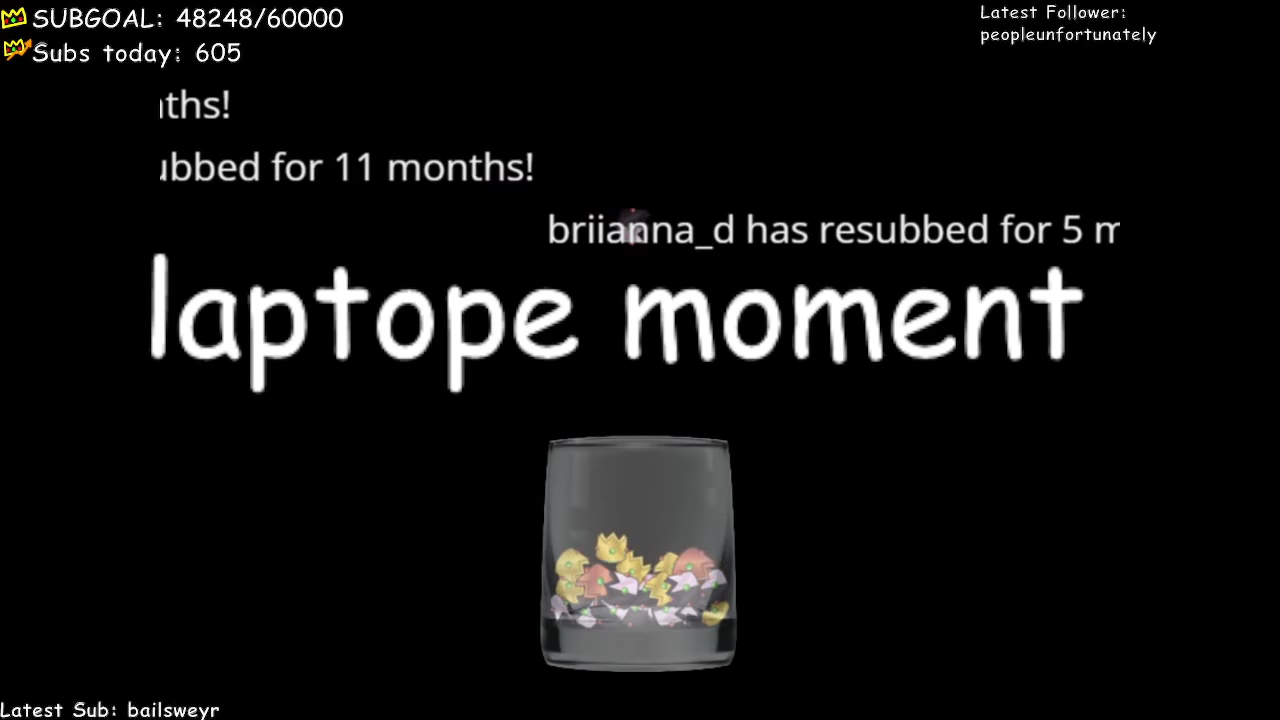 SUBGOAL: 48248/60000
Subs today: 605
Latest Follower:
peopleunfortunately
ths!
ubbed for 11 months!
briianna_d has resubbed for 5 m
laptope moment
Latest Sub: bailsweyr